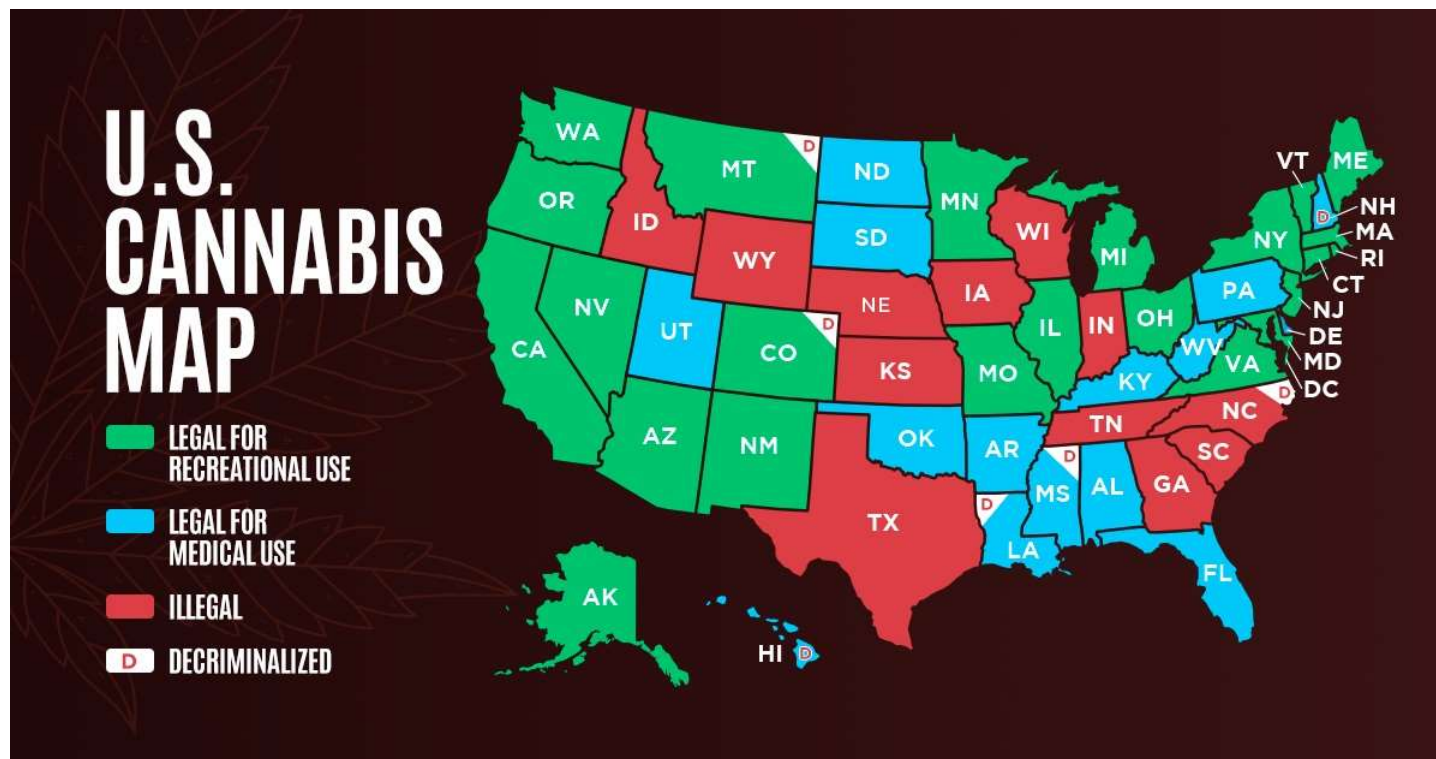 U.S.
CANNABIS
MAP
LEGAL FOR
RECREATIONAL USE
LEGAL FOR
MEDICAL USE
ILLEGAL
D DECRIMINALIZED
WA
MT
D
ND
MN
VT
ME
OR
ID
SD
WI
D
NH
MA
NY
RI
WY
MI
CT
PA
NV
UT
NE
IA
NJ
CO
D
IL
IN
OH
DE
CA
WV
MD
KS
MO
KY
VA
DC
D
AZ
NM
OK
AR
TN
NC
SC
D
MS
AL
GA
D
TX
LA
FL
AK
HI
D